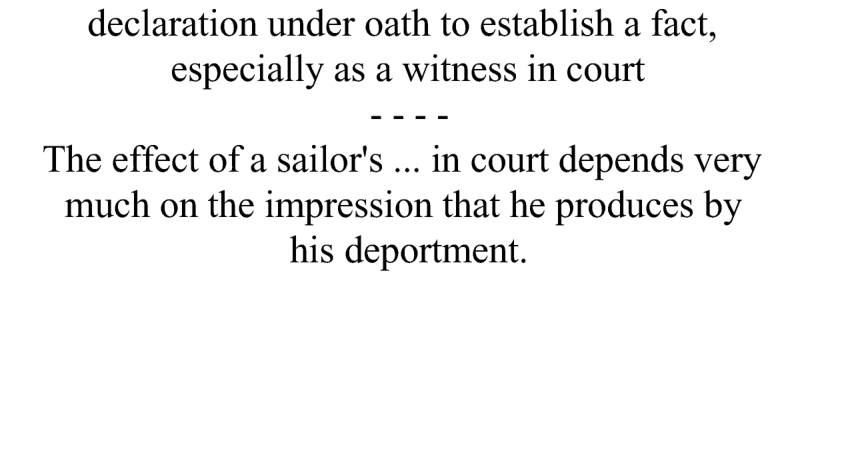 declaration under oath to establish a fact,
especially as a witness in court
- - - -
The effect of a sailor's ... in court depends very
much on the impression that he produces by
his deportment.